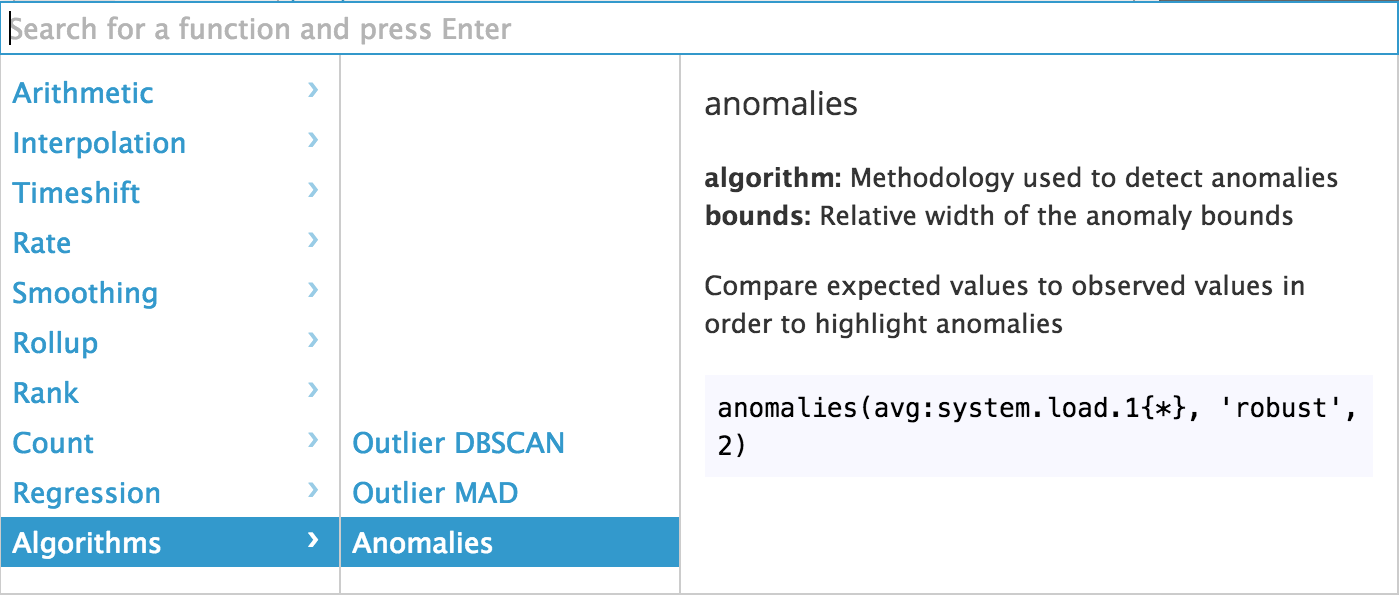 Search for a function and press Enter
Arithmetic
Interpolation
Timeshift
Rate
Smoothing
Rollup
Rank
Count
Regression
Algorithms
Outlier DBSCAN
Outlier MAD
Anomalies
anomalies
algorithm: Methodology used to detect anomalies
bounds: Relative width of the anomaly bounds
Compare expected values to observed values in
order to highlight anomalies
anomalies(avg:system.load.1{*}, 'robust',
2)